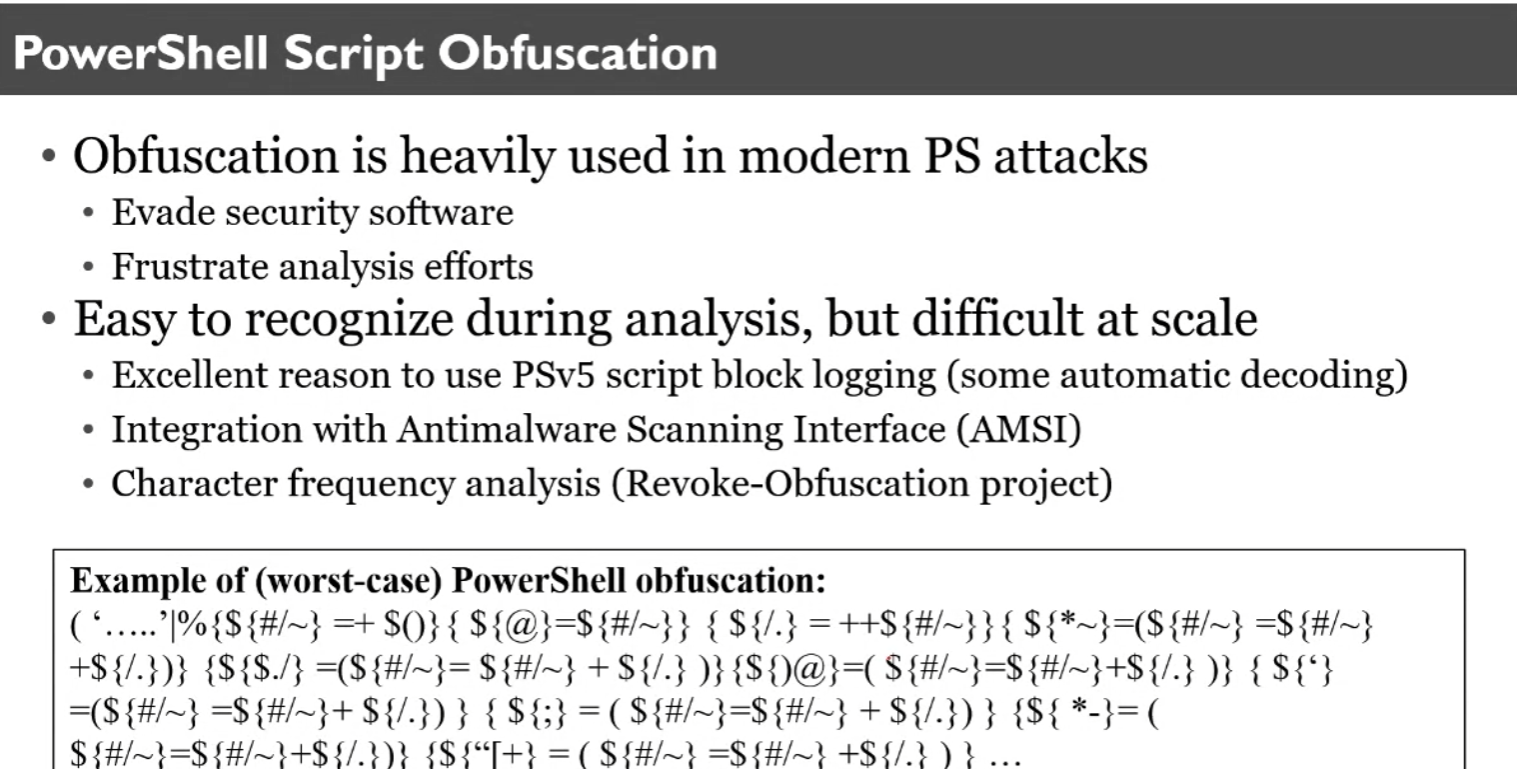 PowerShell Script Obfuscation
• Obfuscation is heavily used in modern PS attacks
• Evade security software
• Frustrate analysis efforts
• Easy to recognize during analysis, but difficult at scale
• Excellent reason to use PSv5 script block logging (some automatic decoding)
• Integration with Antimalware Scanning Interface (AMSI)
• Character frequency analysis (Revoke-Obfuscation project)
Example of (worst-case) PowerShell obfuscation:
( ‘…..’|%{${#/~} =+ $()} { ${@}=${#/~}} { ${/.} = ++${#/~}}{ ${*~}=(${#/~} =${#/~}
+${/.})} {${$./} =(${#/~}= ${#/~} + ${/.} )}{${)@}=( ${#/~}=${#/~}+${/.} )} { ${‘}
=(${#/~} =${#/~}+ ${/.}) } { ${;} = ( ${#/~}=${#/~} + ${/.}) } {${ *-}= (
${#/~}=${#/~}+${/.})} {${“[+} = ( ${#/~} =${#/~} +${/.} ) } …